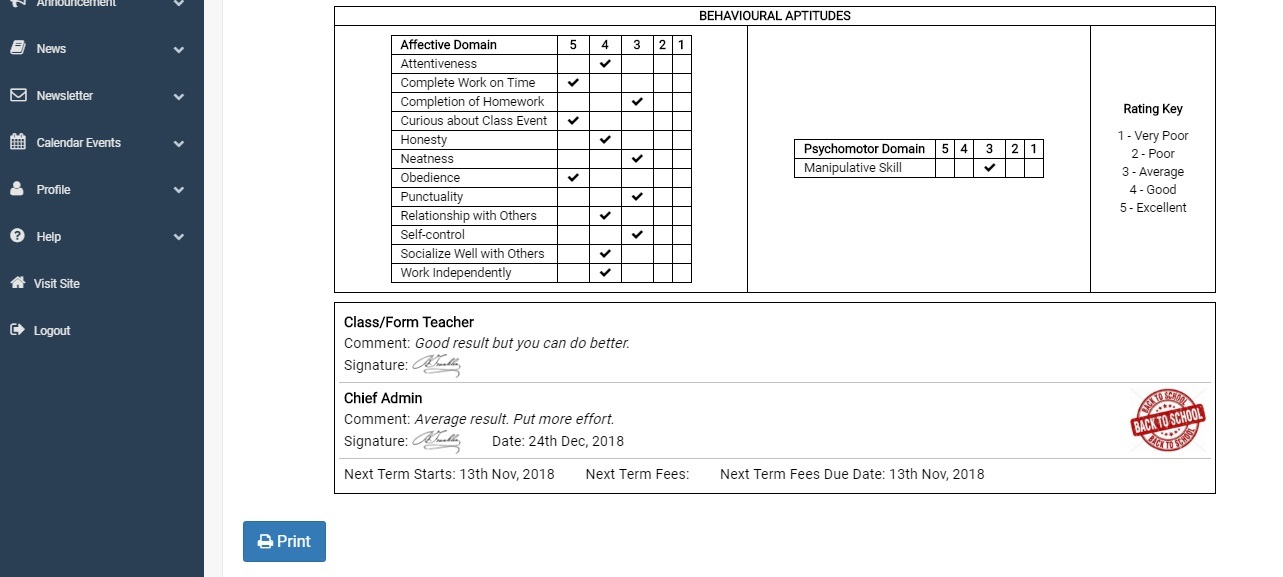 Announcement
News
Newsletter
Calendar Events
Profile
Help
Visit Site
Logout
BEHAVIOURAL APTITUDES
Affective Domain 5 4 3 2 1
Attentiveness
Complete Work on Time
Completion of Homework
Curious about Class Event
Honesty
Neatness
Obedience
Punctuality
Relationship with Others
Self-control
Socialize Well with Others
Work Independently
Psychomotor Domain 5 4 3 2 1
Manipulative Skill
Rating Key
1 - Very Poor
2 - Poor
3 - Average
4 - Good
5 - Excellent
Class/Form Teacher
Comment: Good result but you can do better.
Signature:
Chief Admin
Comment: Average result. Put more effort.
Signature: Date: 24th Dec, 2018
BACK TO SCHOOL
BACK TO SCHOOL
BACK TO SCHOOL
Next Term Starts: 13th Nov, 2018 Next Term Fees: Next Term Fees Due Date: 13th Nov, 2018
Print